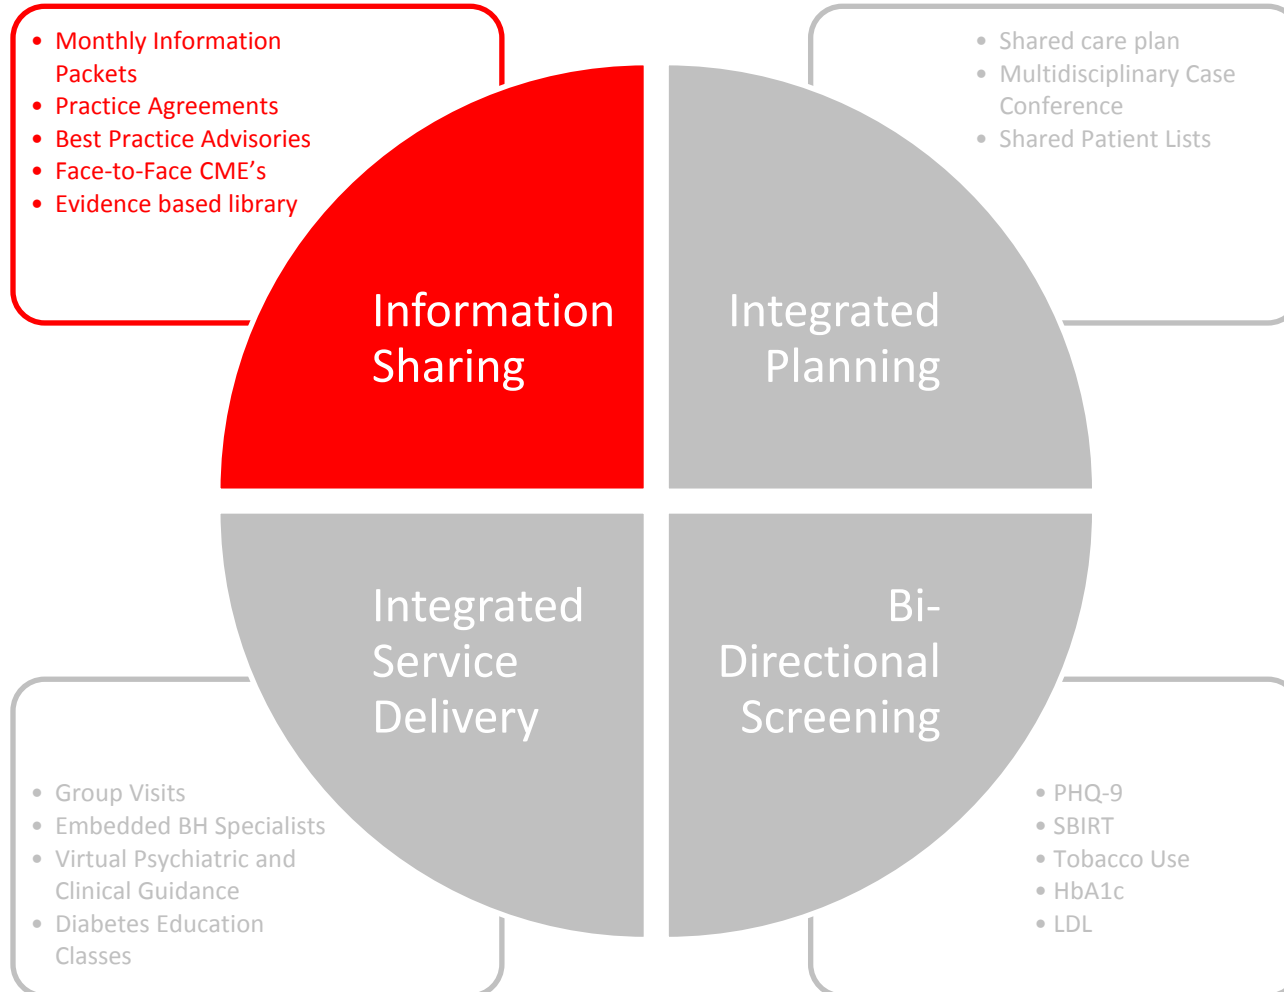 • Monthly Information
Packets
• Practice Agreements
• Best Practice Advisories
• Face-to-Face CME’s
• Evidence based library
• Shared care plan
• Multidisciplinary Case
Conference
• Shared Patient Lists
Information
Sharing
Integrated
Planning
Integrated
Service
Delivery
Bi-
Directional
Screening
• Group Visits
• Embedded BH Specialists
• Virtual Psychiatric and
Clinical Guidance
• Diabetes Education
Classes
• PHQ-9
• SBIRT
• Tobacco Use
• HbA1c
• LDL